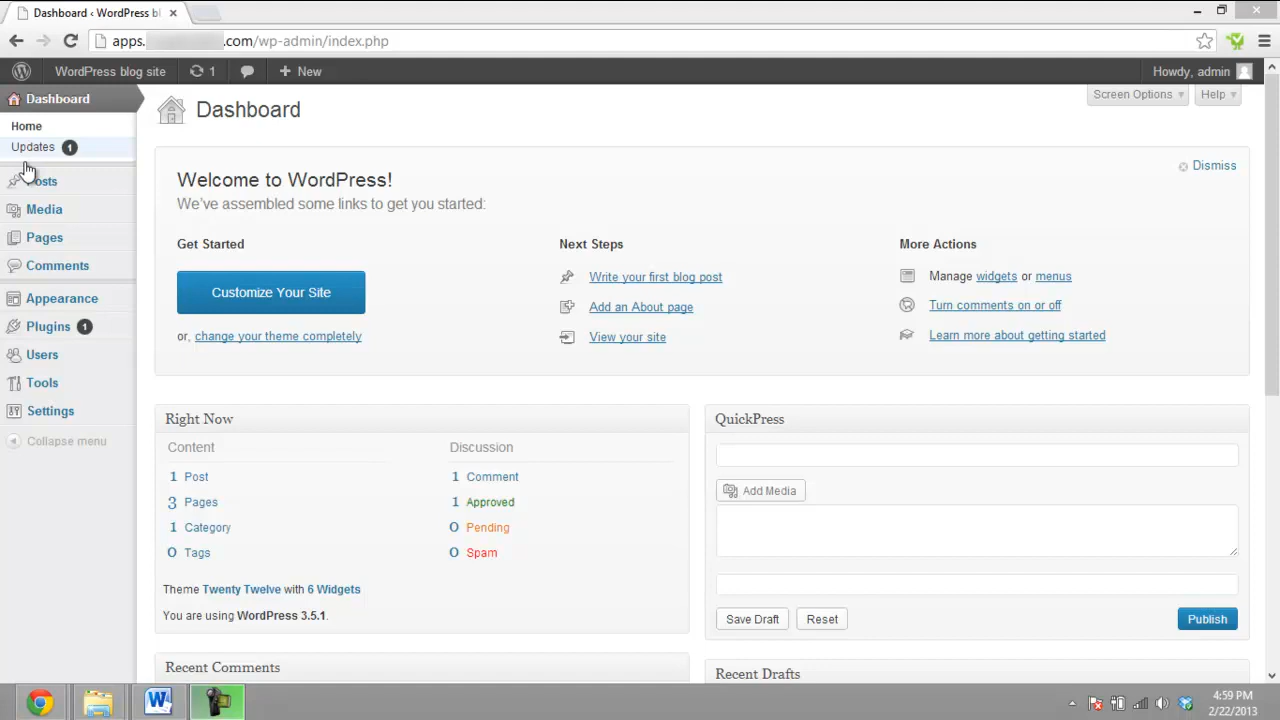 Dashboard ‹ WordPress bl
apps. .com/wp-admin/index.php
WordPress blog site 1 New
Howdy, admin
Dashboard
Home
Updates 1
Posts
Media
Pages
Comments
Appearance
Plugins 1
Users
Tools
Settings
Collapse menu
Dashboard
Screen Options Help
Welcome to WordPress!
Dismiss
We've assembled some links to get you started:
Get Started
Customize Your Site
or, change your theme completely
Next Steps
Write your first blog post
Add an About page
View your site
More Actions
Manage widgets or menus
Turn comments on or off
Learn more about getting started
Right Now
Content
1 Post
3 Pages
1 Category
0 Tags
Discussion
1 Comment
1 Approved
0 Pending
0 Spam
Theme Twenty Twelve with 6 Widgets
You are using WordPress 3.5.1.
QuickPress
Add Media
Save Draft Reset Publish
Recent Comments
Recent Drafts
4:59 PM
2/22/2013